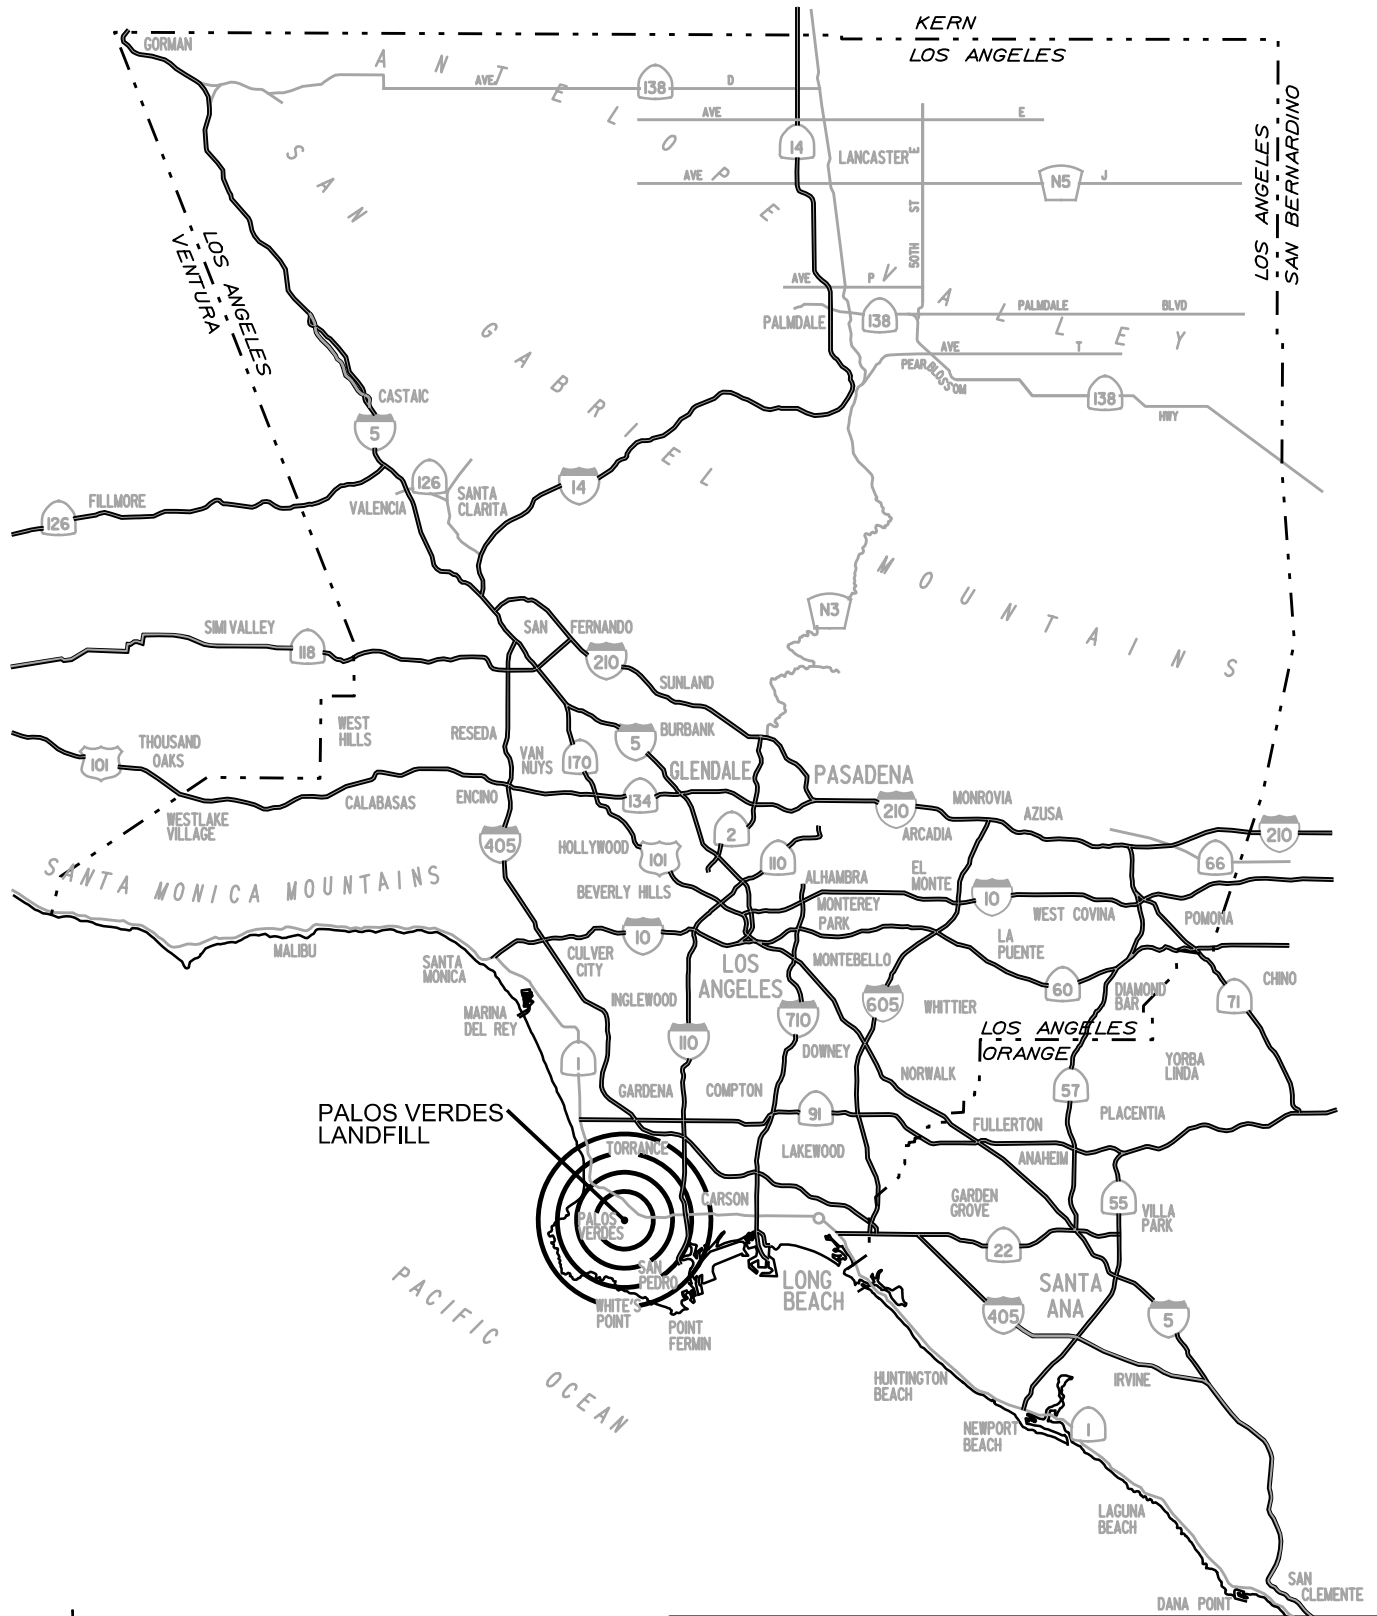 KERN
LOS ANGELES
GORMAN
ANTELOPE
VALLEY
AVE
138
D
AVE
E
14
LANCASTER
AVE
N5
J
50TH ST E
LOS ANGELES
SAN BERNARDINO
LOS ANGELES
VENTURA
SAN
GABRIEL
MOUNTAINS
AVE
P
PALMDALE
138
PALMDALE
BLVD
AVE
T
PEARBLOSSOM
138
HWY
CASTAIC
5
126
VALENCIA
SANTA
CLARITA
14
FILLMORE
126
N3
SIMI VALLEY
118
SAN
FERNANDO
210
SUNLAND
WEST
HILLS
RESEDA
BURBANK
5
THOUSAND
OAKS
101
VAN
NUYS
170
GLENDALE
PASADENA
CALABASAS
ENCINO
134
210
MONROVIA
AZUSA
WESTLAKE
VILLAGE
2
ARCADIA
210
405
HOLLYWOOD
101
110
66
SANTA MONICA MOUNTAINS
ALHAMBRA
EL
MONTE
BEVERLY HILLS
MONTEREY
PARK
10
WEST COVINA
POMONA
MALIBU
10
CULVER
CITY
SANTA
MONICA
LOS
ANGELES
MONTEBELLO
LA
PUENTE
60
DIAMOND
BAR
CHINO
71
INGLEWOOD
MARINA
DEL REY
605
WHITTIER
710
LOS ANGELES
ORANGE
110
DOWNEY
1
NORWALK
YORBA
LINDA
57
GARDENA
COMPTON
91
PLACENTIA
PALOS VERDES
LANDFILL
FULLERTON
TORRANCE
LAKEWOOD
ANAHEIM
CARSON
GARDEN
GROVE
55
VILLA
PARK
PALOS
VERDES
22
SAN
PEDRO
LONG
BEACH
SANTA
ANA
WHITE'S
POINT
405
5
POINT
FERMIN
PACIFIC
OCEAN
HUNTINGTON
BEACH
IRVINE
NEWPORT
BEACH
1
LAGUNA
BEACH
SAN
CLEMENTE
DANA POINT